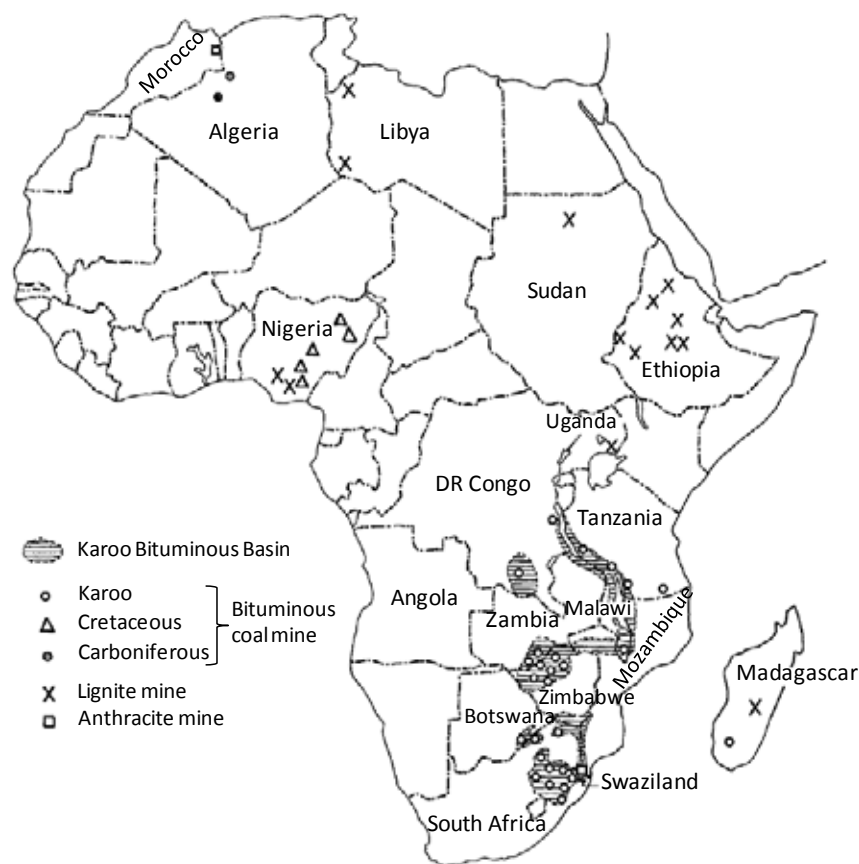 Morocco
Algeria
Libya
Sudan
Nigeria
Ethiopia
Uganda
DR Congo
Tanzania
Karoo Bituminous Basin
Karoo
Cretaceous
Carboniferous
Bituminous
coal mine
Lignite mine
Anthracite mine
Angola
Zambia
Malawi
Mozambique
Madagascar
Zimbabwe
Botswana
Swaziland
South Africa